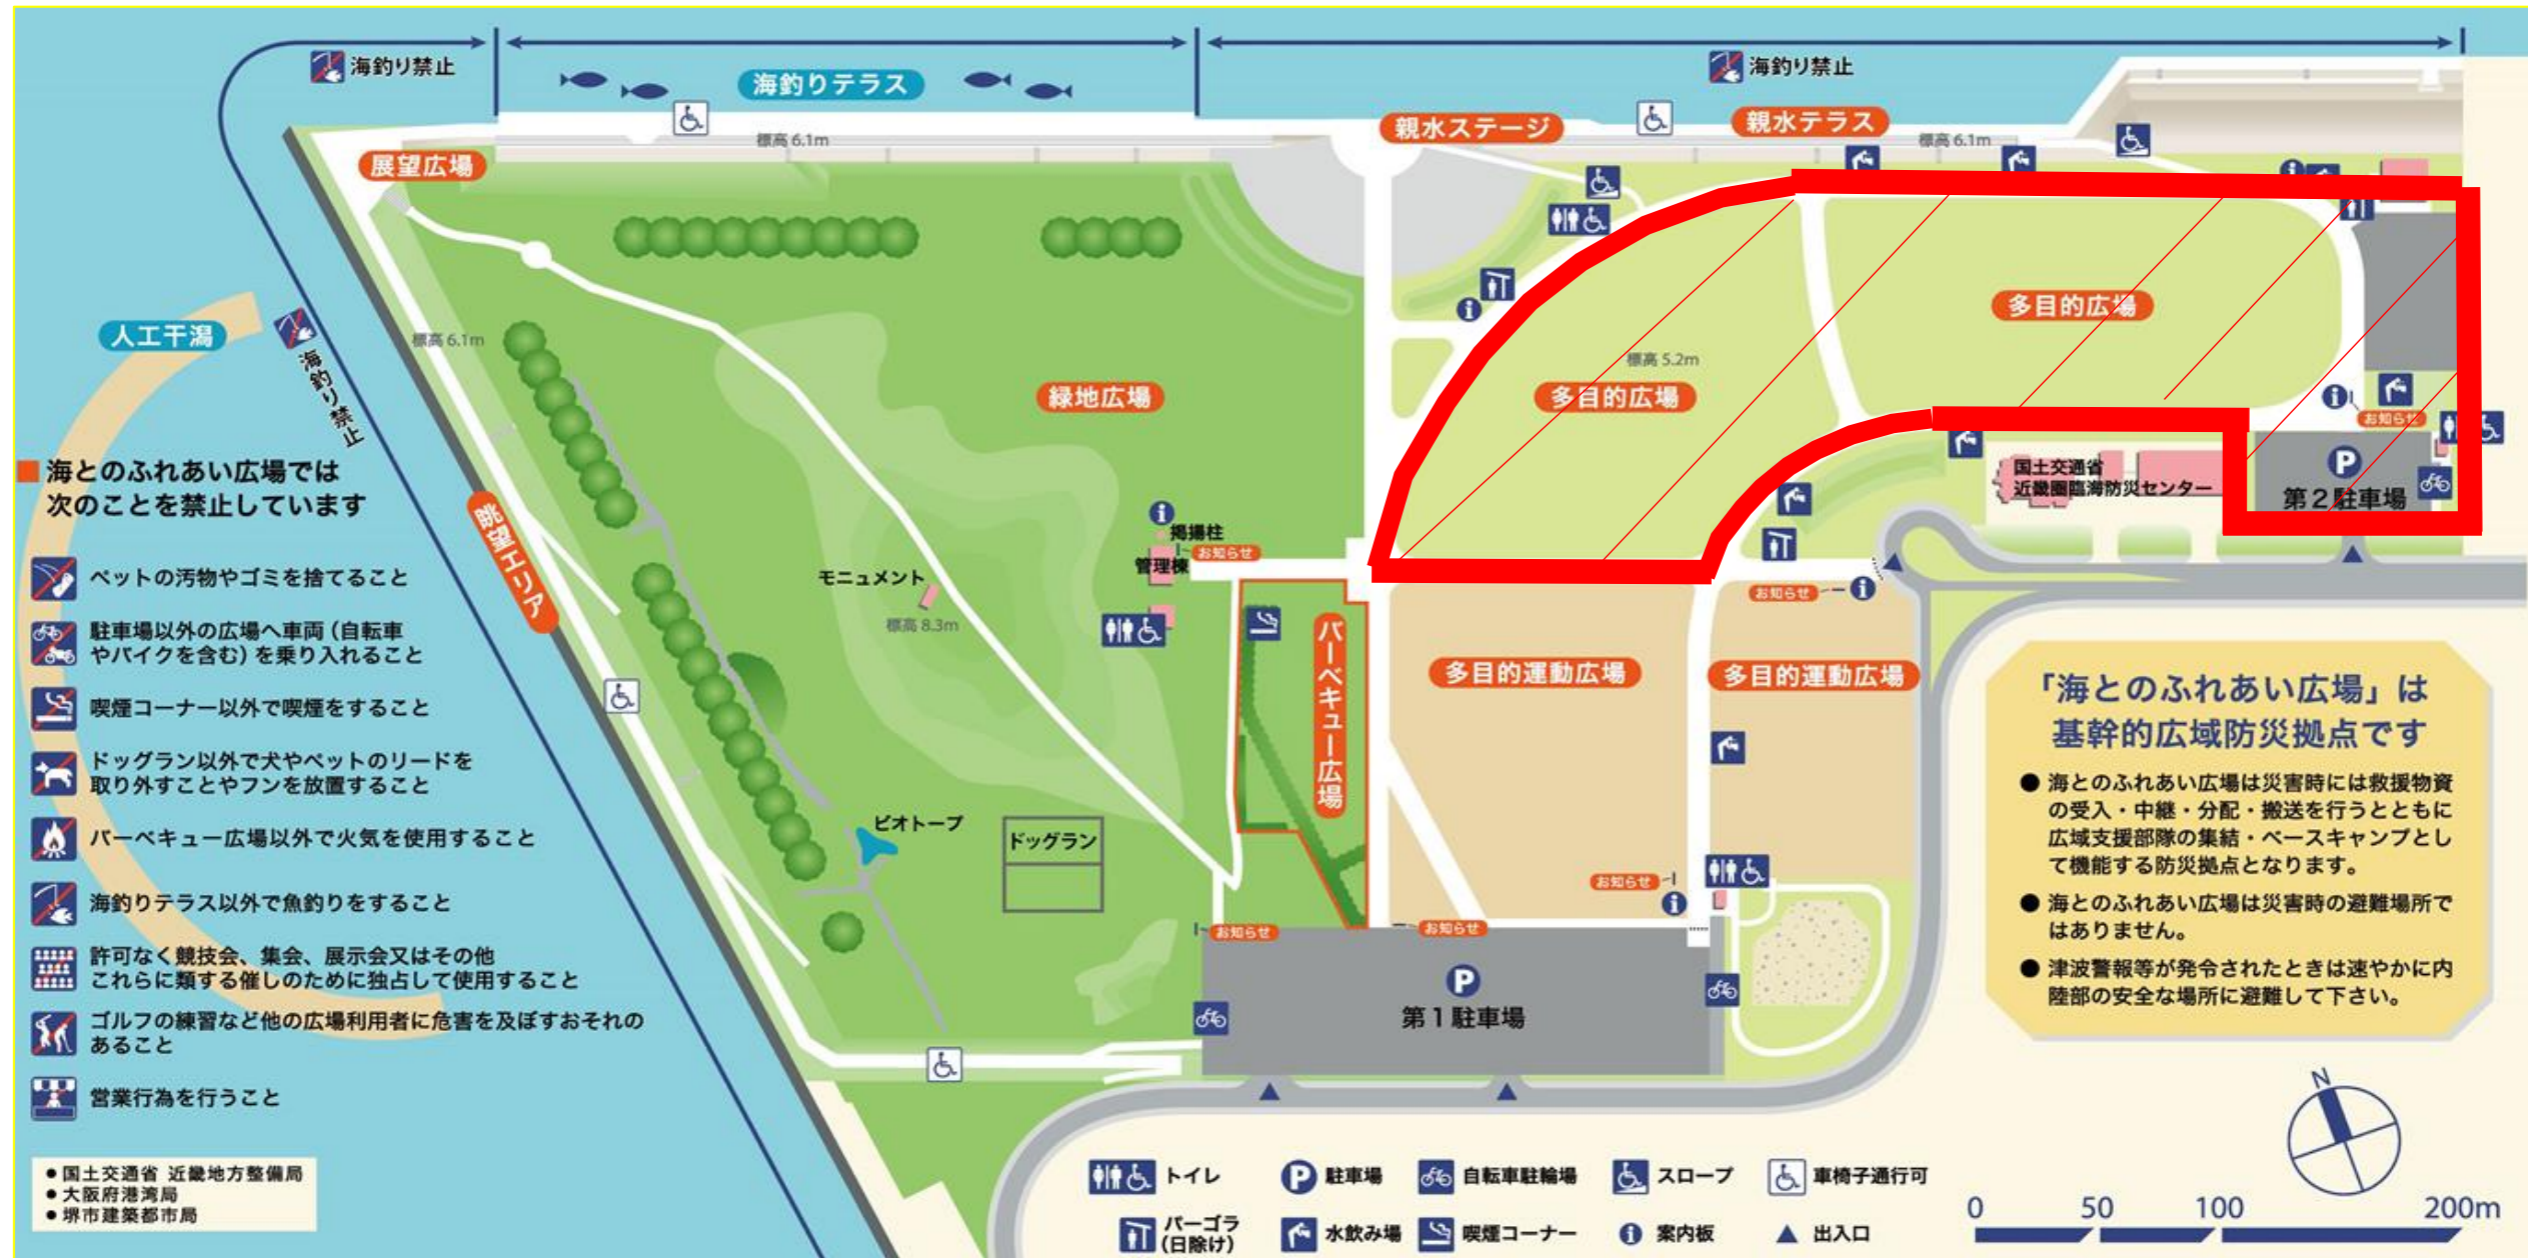 海釣り禁止
海釣りテラス
海釣り禁止
標高 6.1m
親水ステージ
親水テラス
標高 6.1m
展望広場
人工干潟
標高 6.1m
海釣り禁止
多目的広場
標高 5.2m
多目的広場
緑地広場
i
i
i
お知らせ
■ 海とのふれあい広場では
次のことを禁止しています
眺望エリア
P
国土交通省
近畿圏臨海防災センター
第2駐車場
i
掲揚柱
お知らせ
管理棟
モニュメント
標高 8.3m
お知らせ
i
ペットの汚物やゴミを捨てること
駐車場以外の広場へ車両（自転車
やバイクを含む）を乗り入れること
喫煙コーナー以外で喫煙をすること
ドッグラン以外で犬やペットのリードを
取り外すことやフンを放置すること
バーベキュー広場以外で火気を使用すること
海釣りテラス以外で魚釣りをすること
許可なく競技会、集会、展示会又はその他
これらに類する催しのために独占して使用すること
ゴルフの練習など他の広場利用者に危害を及ぼすおそれの
あること
営業行為を行うこと
バーベキュー広場
多目的運動広場
多目的運動広場
ビオトープ
ドッグラン
お知らせ
i
お知らせ
お知らせ
P
第1駐車場
「海とのふれあい広場」は
基幹的広域防災拠点です
● 海とのふれあい広場は災害時には救援物資
の受入・中継・分配・搬送を行うとともに
広域支援部隊の集結・ベースキャンプとし
て機能する防災拠点となります。
● 海とのふれあい広場は災害時の避難場所で
はありません。
● 津波警報等が発令されたときは速やかに内
陸部の安全な場所に避難して下さい。
N
● 国土交通省 近畿地方整備局
● 大阪府港湾局
● 堺市建築都市局
トイレ
P 駐車場
自転車駐輪場
スロープ
車椅子通行可
パーゴラ
(日除け)
水飲み場
喫煙コーナー
i 案内板
▲ 出入口
0 50 100 200m